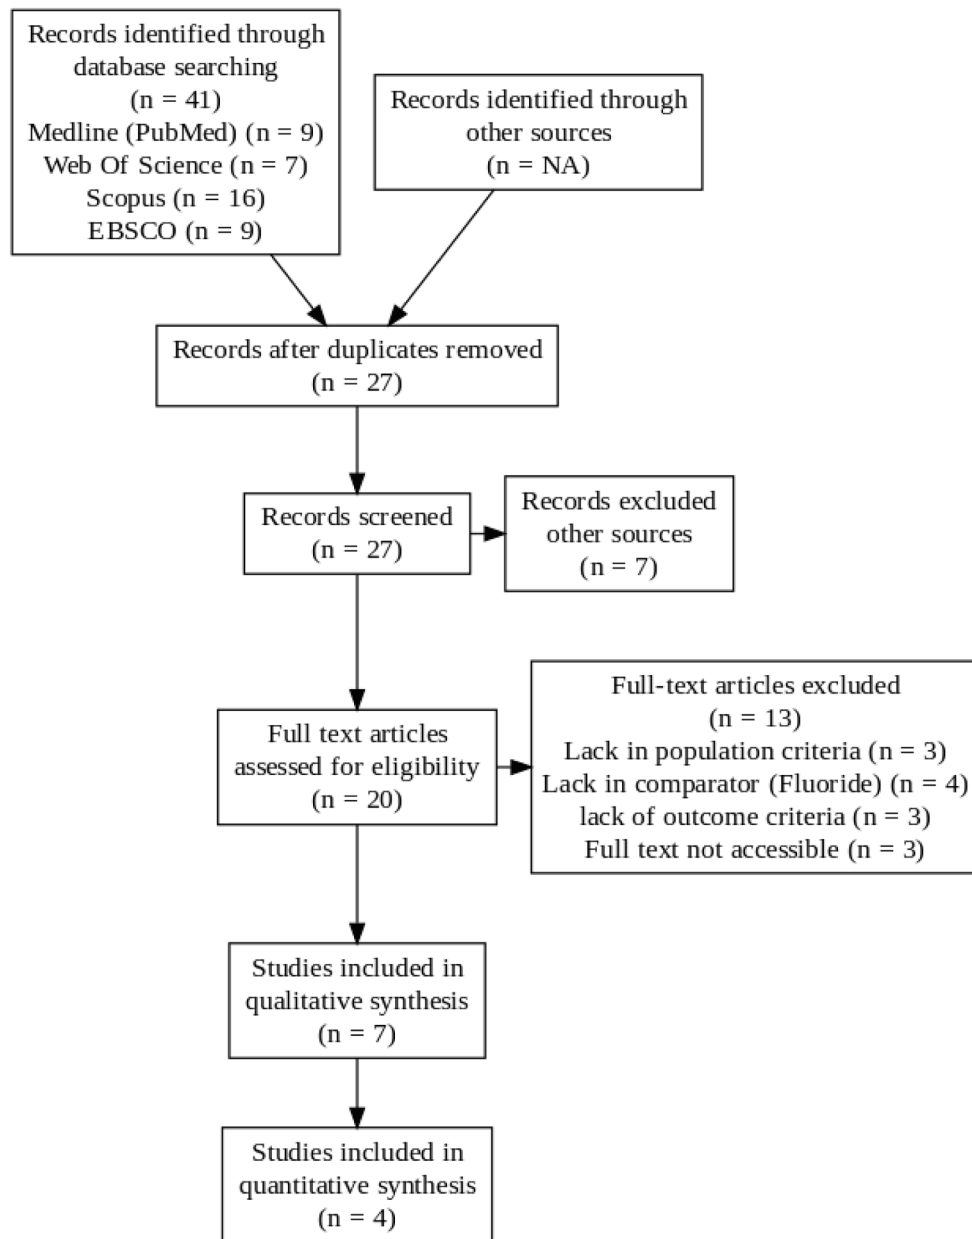 Records identified through
database searching
(n = 41)
Medline (PubMed) (n = 9)
Web Of Science (n = 7)
Scopus (n = 16)
EBSCO (n = 9)
Records identified through
other sources
(n = NA)
Records after duplicates removed
(n = 27)
Records screened
(n = 27)
Records excluded
other sources
(n = 7)
Full text articles
assessed for eligibility
(n = 20)
Full-text articles excluded
(n = 13)
Lack in population criteria (n = 3)
Lack in comparator (Fluoride) (n = 4)
lack of outcome criteria (n = 3)
Full text not accessible (n = 3)
Studies included in
qualitative synthesis
(n = 7)
Studies included in
quantitative synthesis
(n = 4)